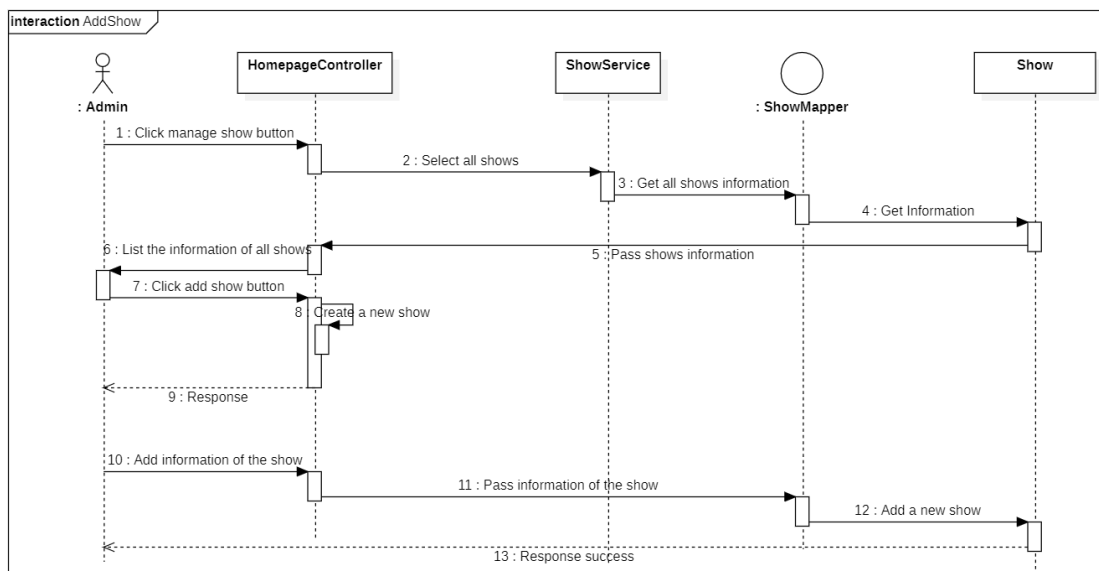 interaction AddShow
HomepageController
ShowService
Show
: Admin
: ShowMapper
1 : Click manage show button
2 : Select all shows
3 : Get all shows information
4 : Get Information
5 : Pass shows information
6 : List the information of all shows
7 : Click add show button
8 : Create a new show
9 : Response
10 : Add information of the show
11 : Pass information of the show
12 : Add a new show
13 : Response success